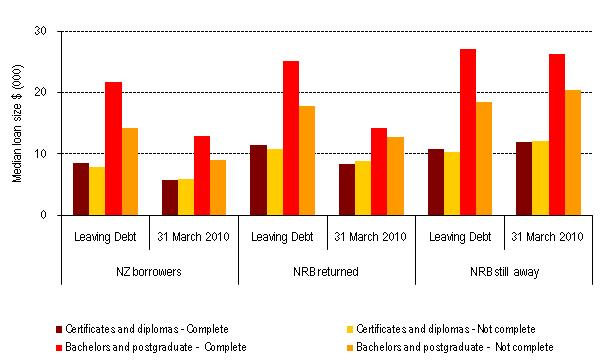 Median loan size $ (000)
30
20
10
0
Leaving Debt 31 March 2010 Leaving Debt 31 March 2010 Leaving Debt 31 March 2010
NZ borrowers NRB returned NRB still away
Certificates and diplomas - Complete Certificates and diplomas - Not complete
Bachelors and postgraduate - Complete Bachelors and postgraduate - Not complete